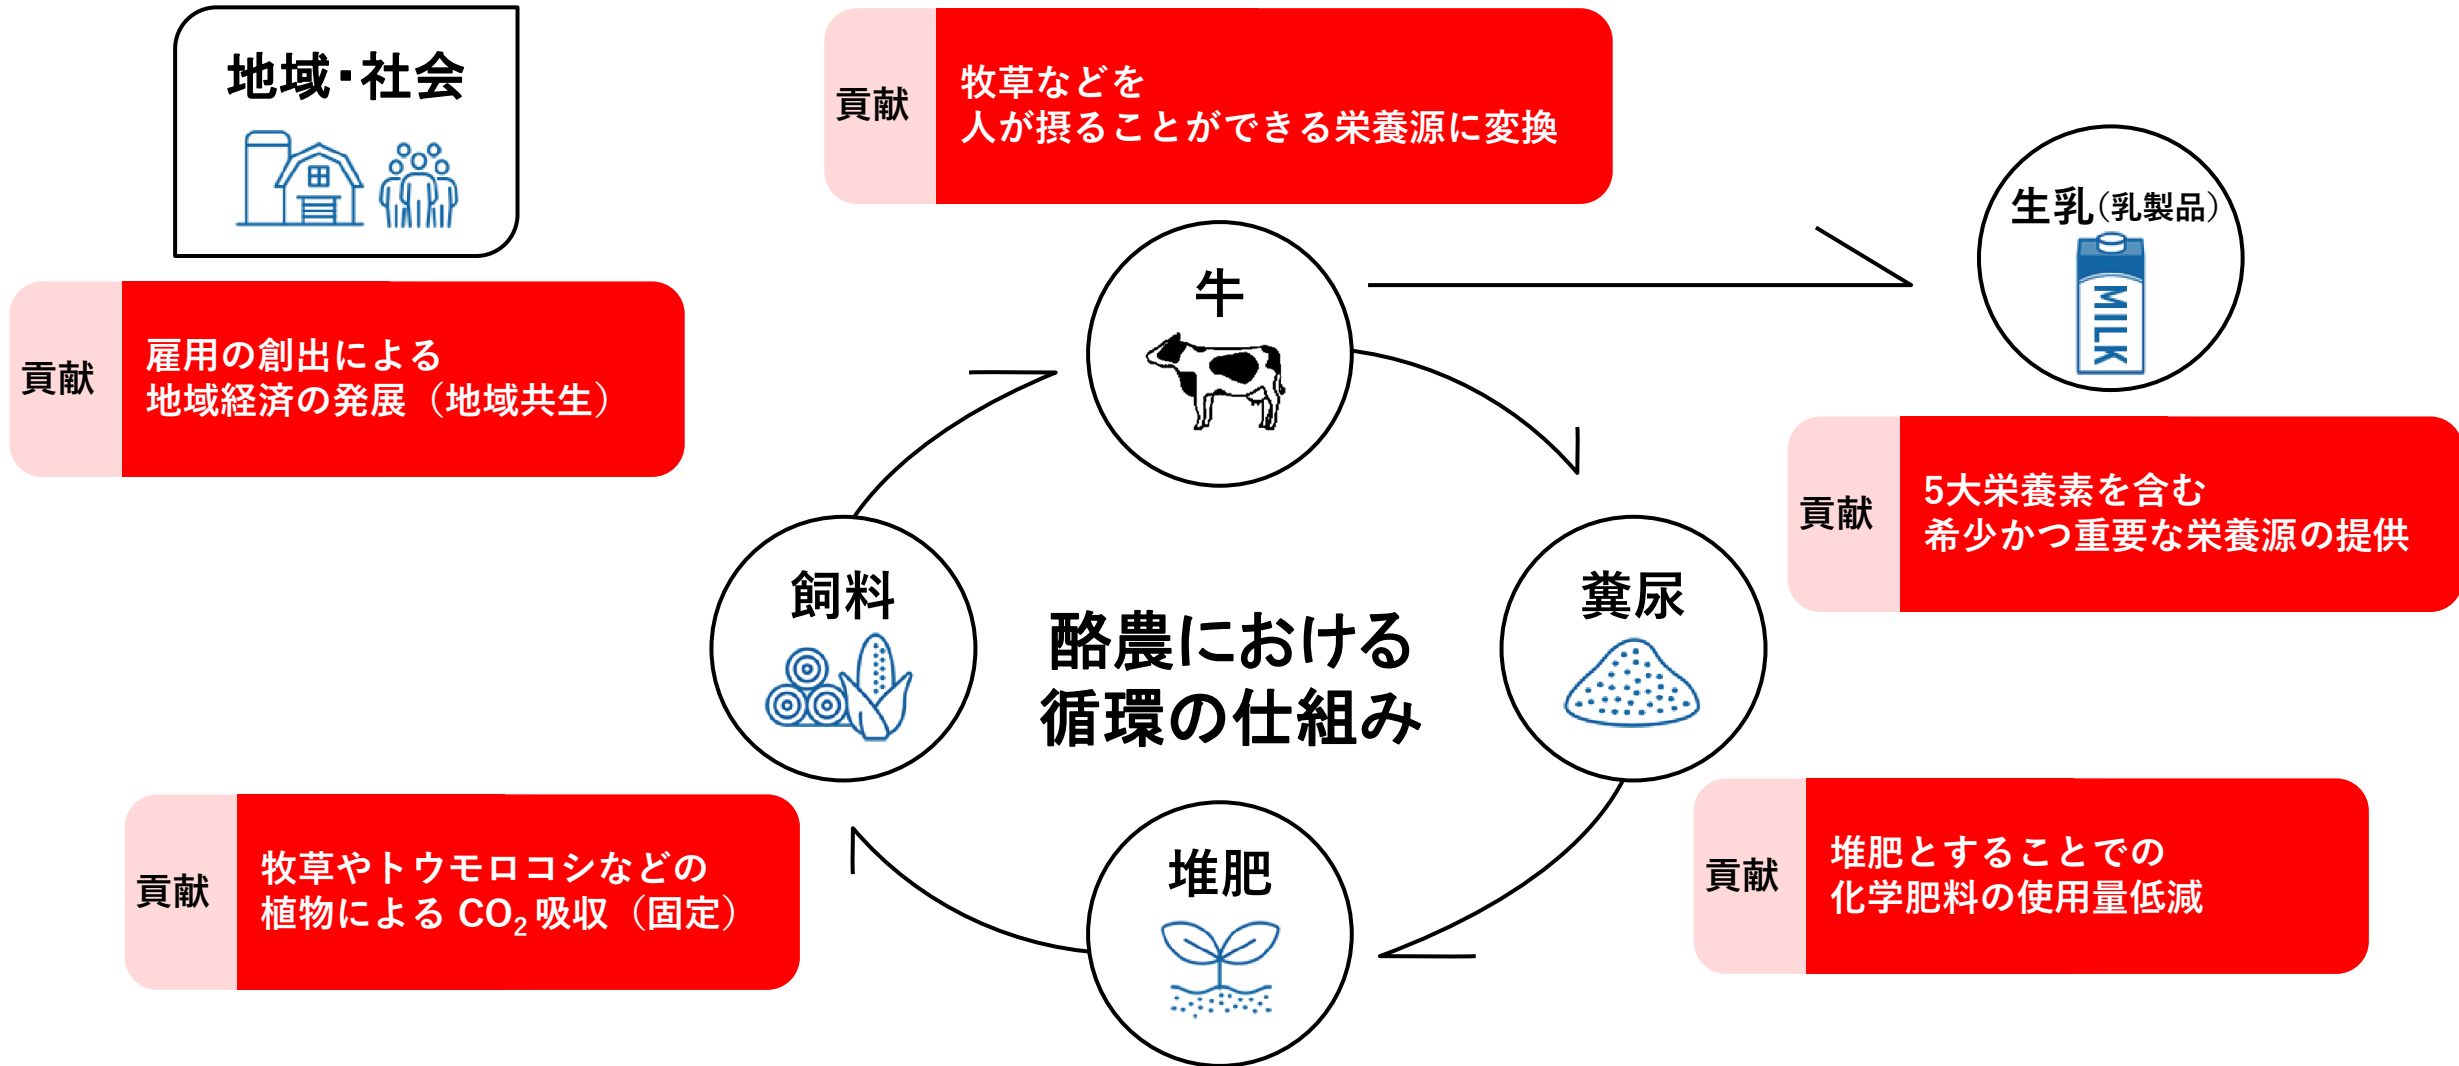 地域・社会
貢献
雇用の創出による
地域経済の発展（地域共生）
貢献
牧草などを
人が摂ることができる栄養源に変換
牛
生乳（乳製品）
MILK
貢献
5大栄養素を含む
希少かつ重要な栄養源の提供
飼料
酪農における
循環の仕組み
糞尿
貢献
牧草やトウモロコシなどの
植物による CO₂ 吸収（固定）
堆肥
貢献
堆肥とすることでの
化学肥料の使用量低減